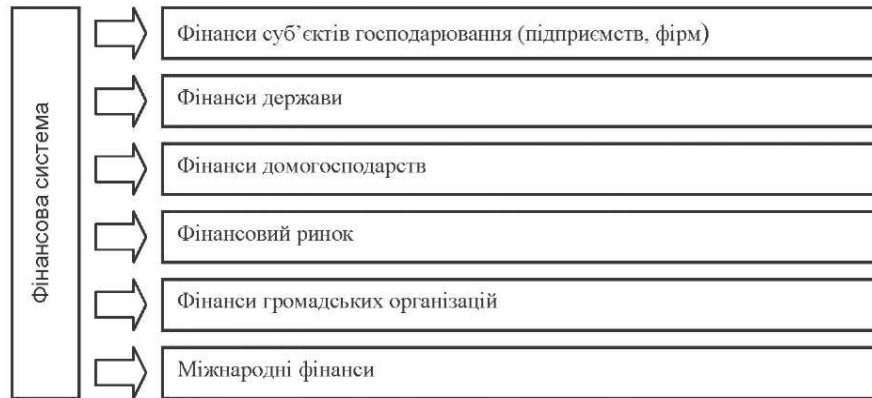 Фінансова система
Фінанси суб’єктів господарювання (підприємств, фірм)
Фінанси держави
Фінанси домогосподарств
Фінансовий ринок
Фінанси громадських організацій
Міжнародні фінанси